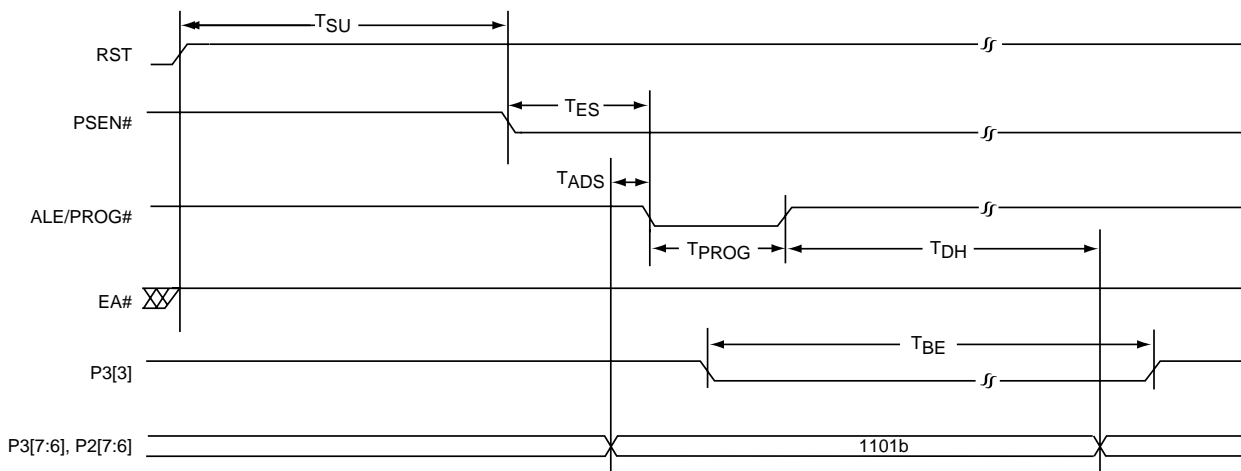 TSU
RST
TES
PSEN#
TADS
ALE/PROG#
TPROG
TDH
EA#
TBE
P3[3]
P3[7:6], P2[7:6]
1101b